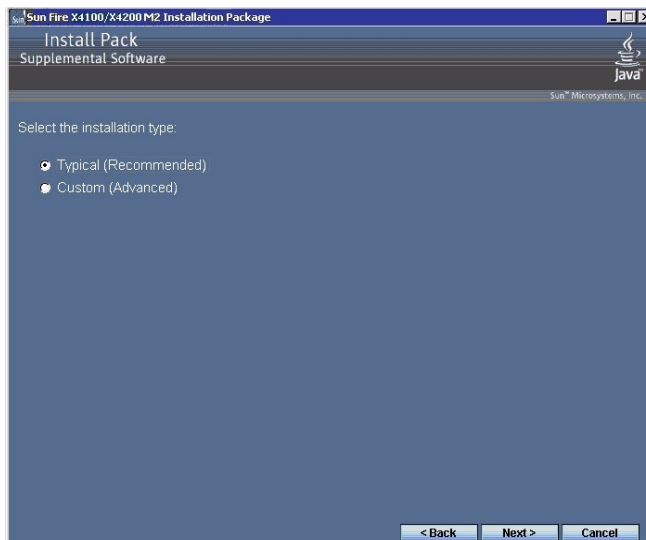 Sun Fire X4100/X4200 M2 Installation Package
Install Pack
Supplemental Software
Java™
Sun™ Microsystems, Inc.
Select the installation type:
Typical (Recommended)
Custom (Advanced)
< Back Next > Cancel